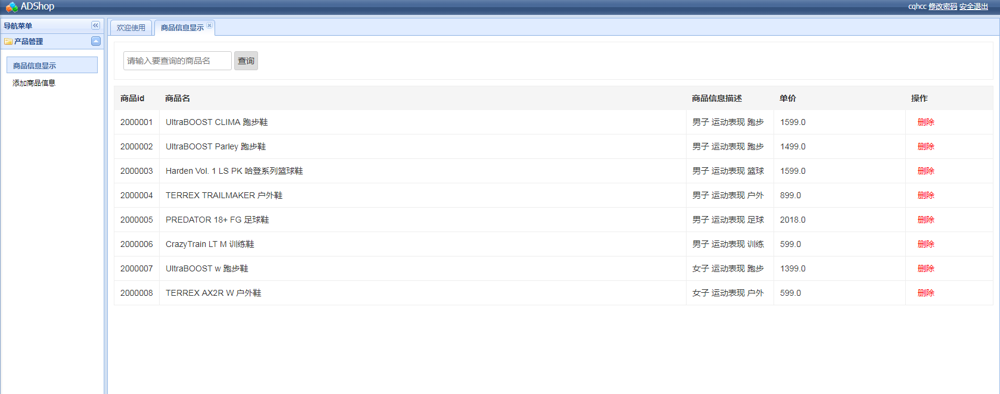 ADShop
cqhcc 修改密码 安全退出
导航菜单
产品管理
商品信息显示
添加商品信息
欢迎使用 商品信息显示
请输入要查询的商品名 查询
商品id 商品名 商品信息描述 单价 操作
2000001 UltraBOOST CLIMA 跑步鞋 男子 运动表现 跑步 1599.0 删除
2000002 UltraBOOST Parley 跑步鞋 男子 运动表现 跑步 1499.0 删除
2000003 Harden Vol. 1 LS PK 哈登系列篮球鞋 男子 运动表现 篮球 1599.0 删除
2000004 TERREX TRAILMAKER 户外鞋 男子 运动表现 户外 899.0 删除
2000005 PREDATOR 18+ FG 足球鞋 男子 运动表现 足球 2018.0 删除
2000006 CrazyTrain LT M 训练鞋 男子 运动表现 训练 599.0 删除
2000007 UltraBOOST w 跑步鞋 女子 运动表现 跑步 1399.0 删除
2000008 TERREX AX2R W 户外鞋 女子 运动表现 户外 599.0 删除